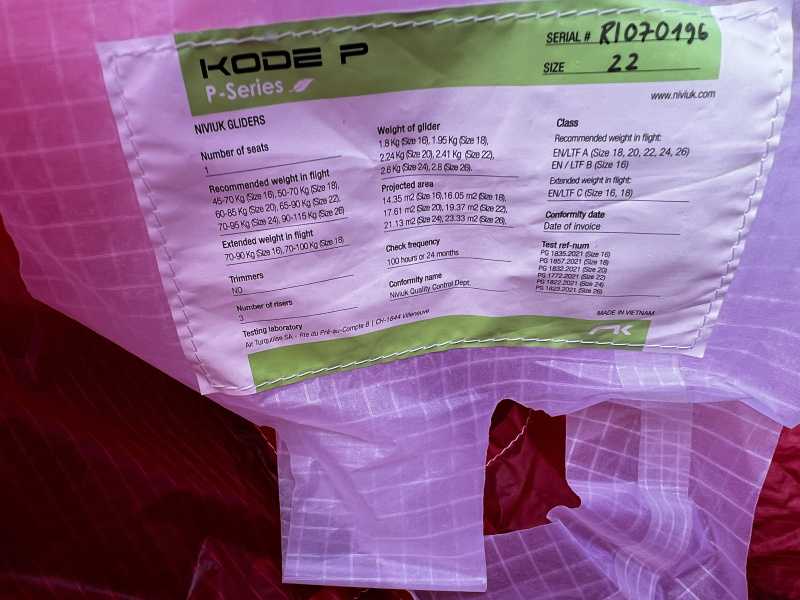 KODE P
P-Series
SERIAL # R1070196
SIZE 22
www.niviuk.com
NIVIUK GLIDERS
Number of seats
1
Recommended weight in flight
45-70 Kg (Size 16), 50-70 Kg (Size 18),
60-85 Kg (Size 20), 65-90 Kg (Size 22),
70-95 Kg (Size 24), 90-115 Kg (Size 26)
Extended weight in flight
70-90 Kg (Size 16), 70-100 Kg (Size 18)
Trimmers
NO
Number of risers
3
Testing laboratory
Air Turquoise SA - Rte du Pré-au-Compte 8 | CH-1844 Villeneuve
Weight of glider
1.8 Kg (Size 16), 1.95 Kg (Size 18),
2.24 Kg (Size 20), 2.41 Kg (Size 22),
2.6 Kg (Size 24), 2.8 (Size 26).
Projected area
14.35 m2 (Size 16),16.05 m2 (Size 18),
17.61 m2 (Size 20), 19.37 m2 (Size 22),
21.13 m2 (Size 24), 23.33 m2 (Size 26),
Check frequency
100 hours or 24 months
Conformity name
Niviuk Quality Control Dept.
Class
Recommended weight in flight:
EN/LTF A (Size 18, 20, 22, 24, 26)
EN / LTF B (Size 16)
Extended weight in flight:
EN/LTF C (Size 16, 18)
Conformity date
Date of invoice
Test ref-num
PG 1835.2021 (Size 16)
PG 1857.2021 (Size 18)
PG 1832.2021 (Size 20)
PG 1772.2021 (Size 22)
PG 1822.2021 (Size 24)
PG 1823.2021 (Size 26)
MADE IN VIETNAM